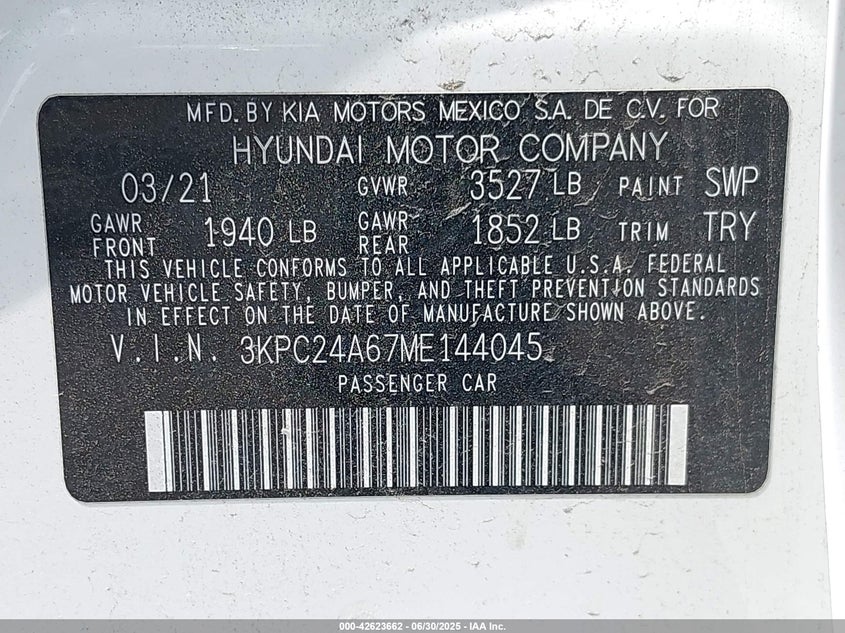 MFD. BY KIA MOTORS MEXICO S.A. DE C.V. FOR
HYUNDAI MOTOR COMPANY
03/21 GVWR 3527 LB PAINT SWP
GAWR FRONT 1940 LB GAWR REAR 1852 LB TRIM TRY
THIS VEHICLE CONFORMS TO ALL APPLICABLE U.S.A. FEDERAL
MOTOR VEHICLE SAFETY, BUMPER, AND THEFT PREVENTION STANDARDS
IN EFFECT ON THE DATE OF MANUFACTURE SHOWN ABOVE.
V.I.N. 3KPC24A67ME144045
PASSENGER CAR
000-42623662 - 06/30/2025 - IAA Inc.